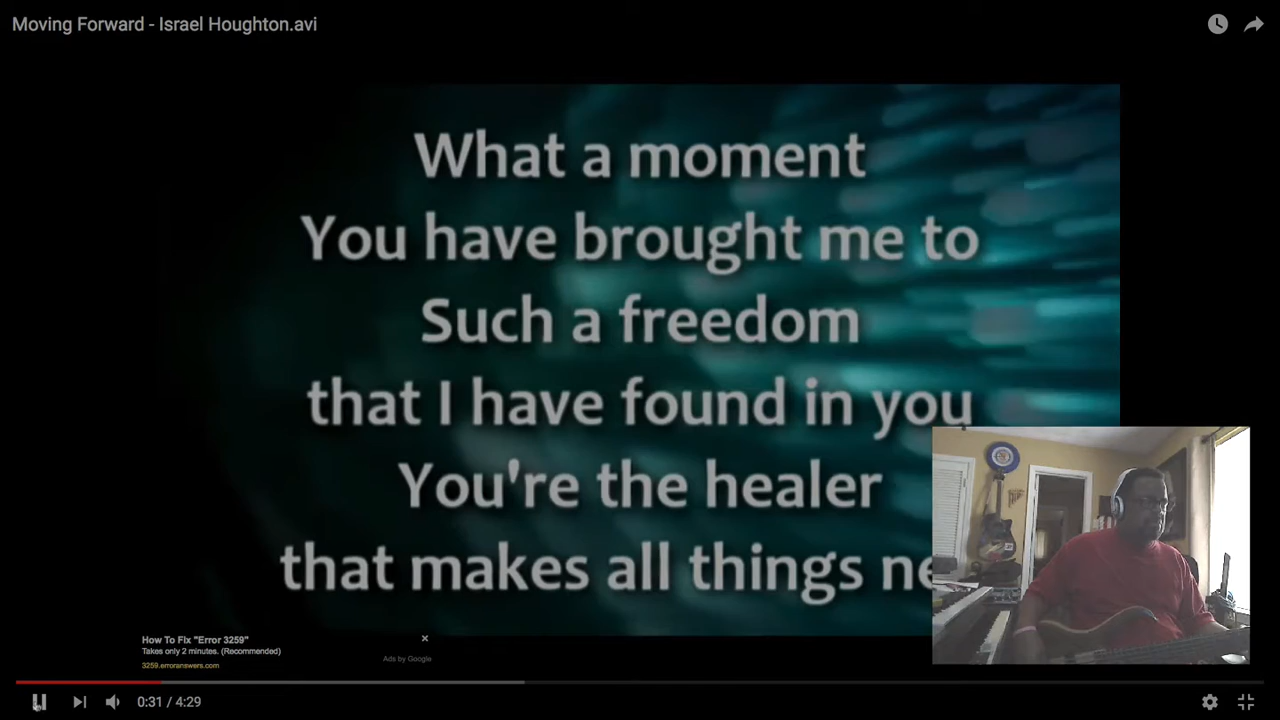 Moving Forward - Israel Houghton.avi
What a moment
You have brought me to
Such a freedom
that I have found in you
You're the healer
that makes all things ne
How To Fix "Error 3259"
Takes only 2 minutes. (Recommended)
3259.erroranswers.com
Ads by Google
0:31 / 4:29